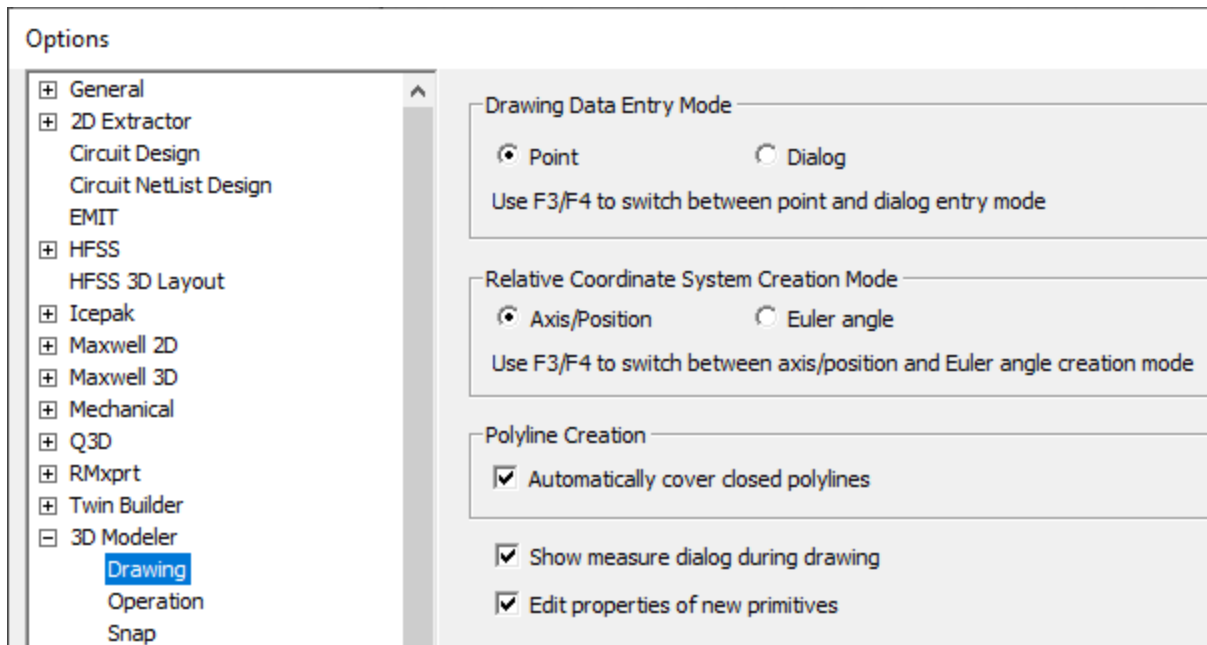 Options
General
2D Extractor
Circuit Design
Circuit NetList Design
EMIT
HFSS
HFSS 3D Layout
Icepak
Maxwell 2D
Maxwell 3D
Mechanical
Q3D
RMxprt
Twin Builder
3D Modeler
Drawing
Operation
Snap
Drawing Data Entry Mode
Point Dialog
Use F3/F4 to switch between point and dialog entry mode
Relative Coordinate System Creation Mode
Axis/Position Euler angle
Use F3/F4 to switch between axis/position and Euler angle creation mode
Polyline Creation
Automatically cover closed polylines
Show measure dialog during drawing
Edit properties of new primitives